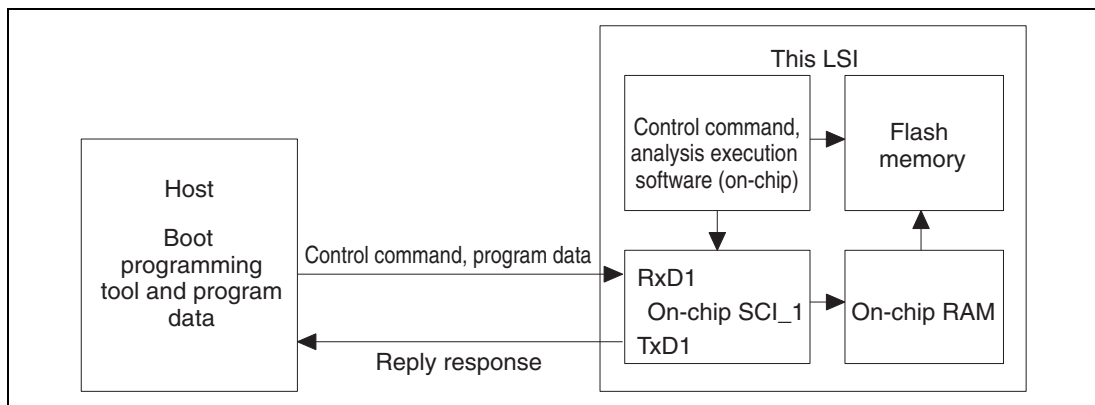 This LSI
Control command,
analysis execution
software (on-chip)
Flash
memory
Host
Boot
programming
tool and program
data
Control command, program data
RxD1
On-chip SCI_1
TxD1
On-chip RAM
Reply response